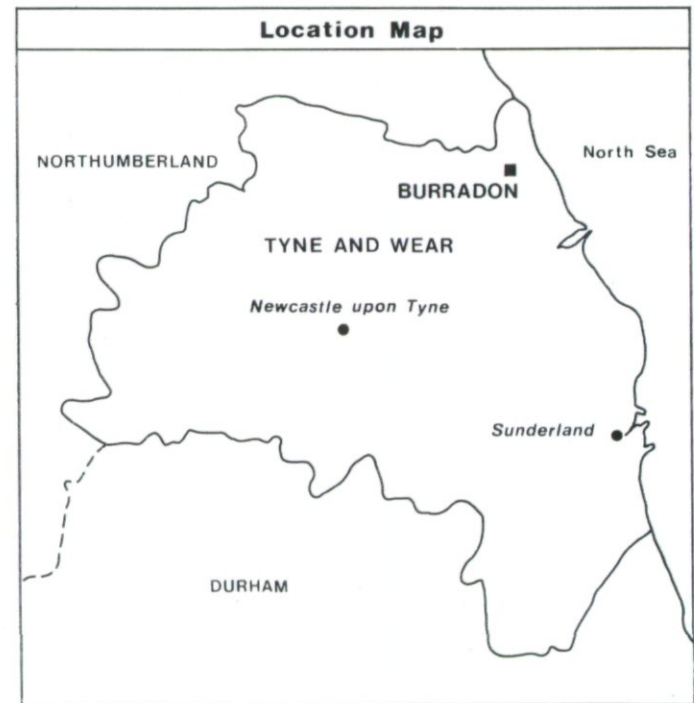 Location Map
NORTHUMBERLAND
North Sea
BURRADON
TYNE AND WEAR
Newcastle upon Tyne
Sunderland
DURHAM